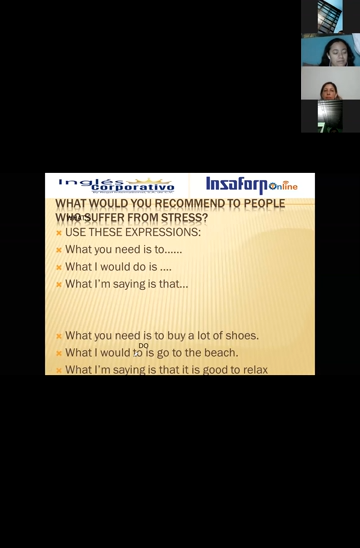 Inglés
corporativo
Insaforp Online
WHAT WOULD YOU RECOMMEND TO PEOPLE
WHO SUFFER FROM STRESS?
✖ USE THESE EXPRESSIONS:
✖ What you need is to......
✖ What I would do is ....
✖ What I'm saying is that...
✖ What you need is to buy a lot of shoes.
DO
✖ What I would to is go to the beach.
✖ What I'm saying is that it is good to relax